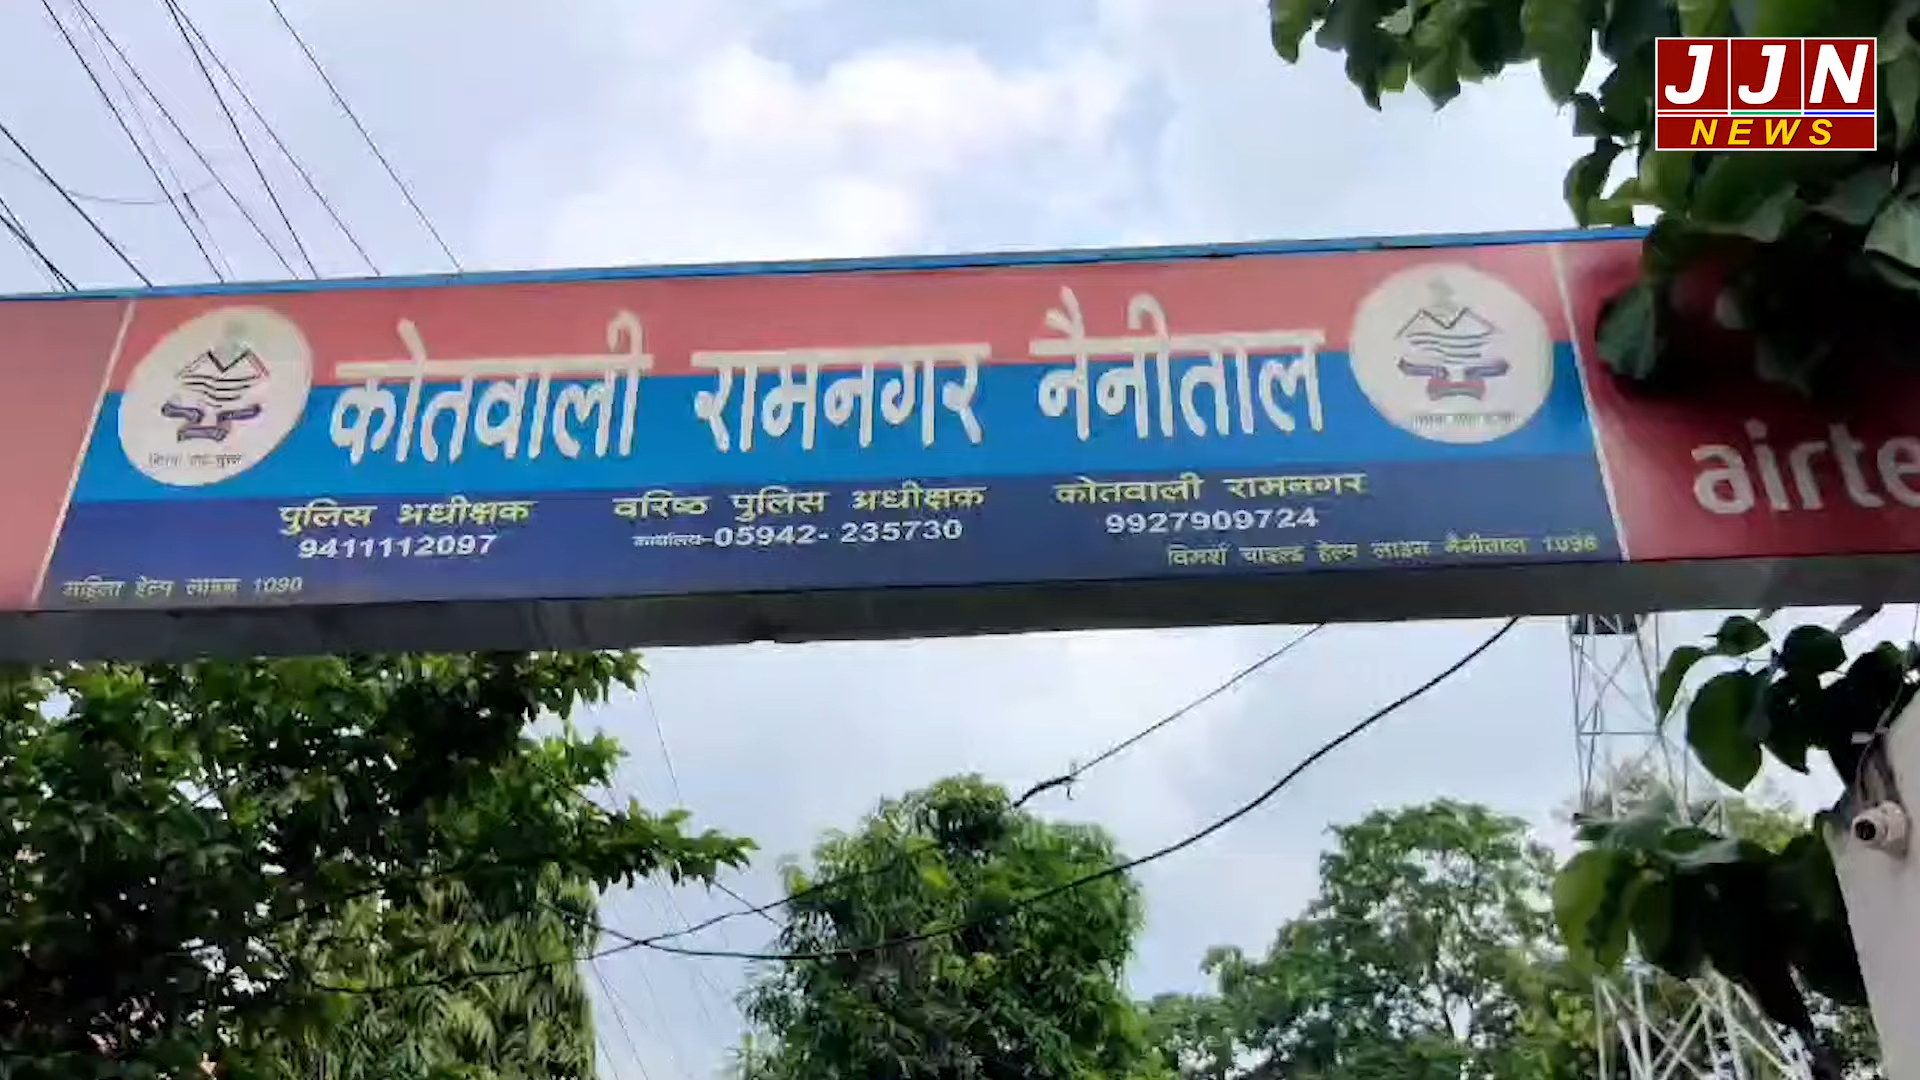 JJN
NEWS
कोतवाली रामनगर नैनीताल
पुलिस अधीक्षक
9411112097
वरिष्ठ पुलिस अधीक्षक
कार्यालय-05942- 235730
कोतवाली रामनगर
9927909724
महिला हेल्प लाइन 1090
विमर्श चाइल्ड हेल्प लाइन नैनीताल 1098
airte